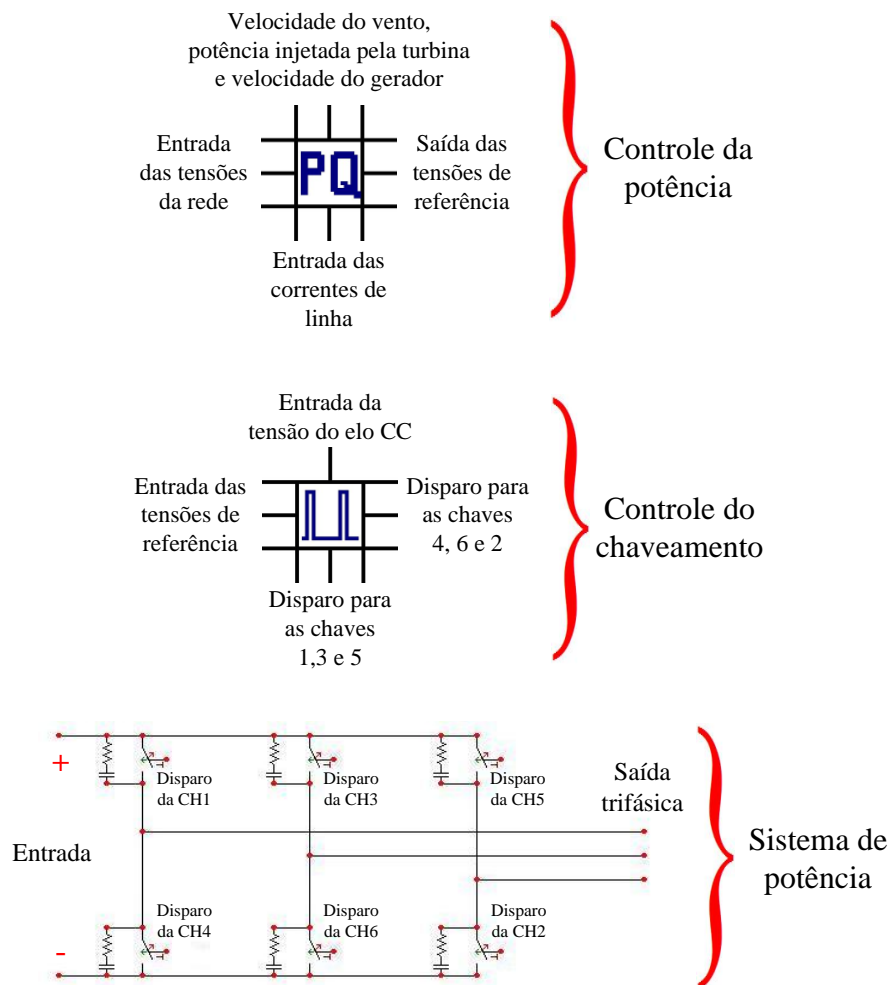 Velocidade do vento,
potência injetada pela turbina
e velocidade do gerador
Entrada
das tensões
da rede
PQ
Saída das
tensões de
referência
Entrada das
correntes de
linha
Controle da
potência
Entrada da
tensão do elo CC
Entrada das
tensões de
referência
Disparo para
as chaves
4, 6 e 2
Disparo para
as chaves
1,3 e 5
Controle do
chaveamento
+
Disparo
da CH1
Disparo
da CH3
Disparo
da CH5
Saída
trifásica
Entrada
Sistema de
potência
Disparo
da CH4
Disparo
da CH6
Disparo
da CH2
-